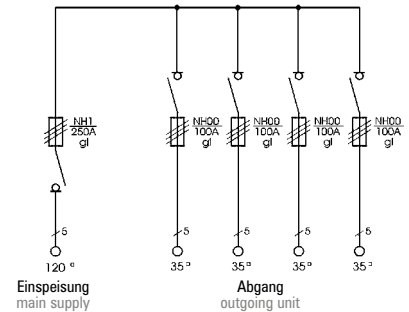 NH1
250A
gl
NH00
100A
gl
NH00
100A
gl
NH00
100A
gl
NH00
100A
gl
5
5
5
5
5
120 °
35 °
35 °
35 °
35 °
Einspeisung
main supply
Abgang
outgoing unit